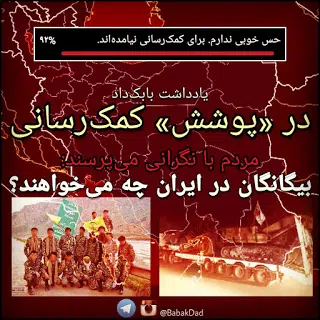 حس خوبی ندارم. برای کمک‌رسانی نیامده‌اند.
۹۲%
یادداشت بابک‌داد
در «پوشش» کمک‌رسانی
مردم با نگرانی می‌پرسند:
بیگانگان در ایران چه می‌خواهند؟
@BabakDad